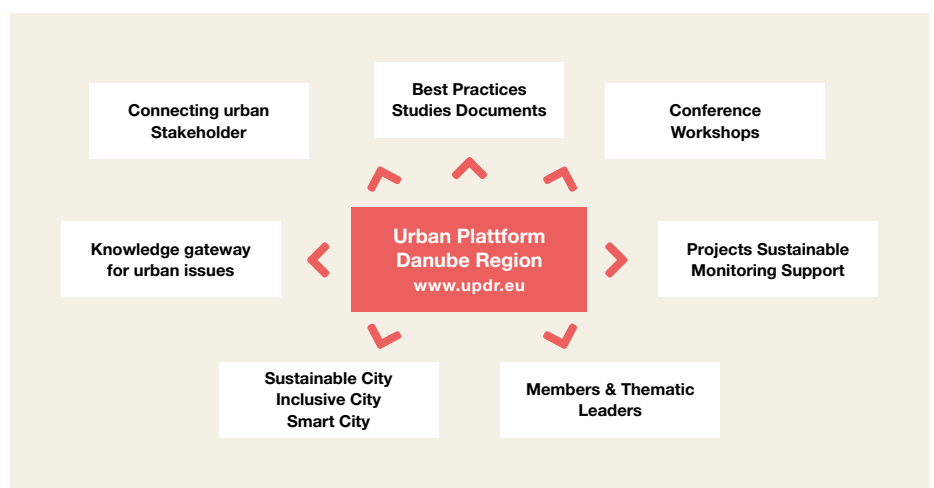 Best Practices
Studies Documents
Connecting urban
Stakeholder
Conference
Workshops
Urban Plattform
Danube Region
www.updr.eu
Knowledge gateway
for urban issues
Projects Sustainable
Monitoring Support
Sustainable City
Inclusive City
Smart City
Members & Thematic
Leaders